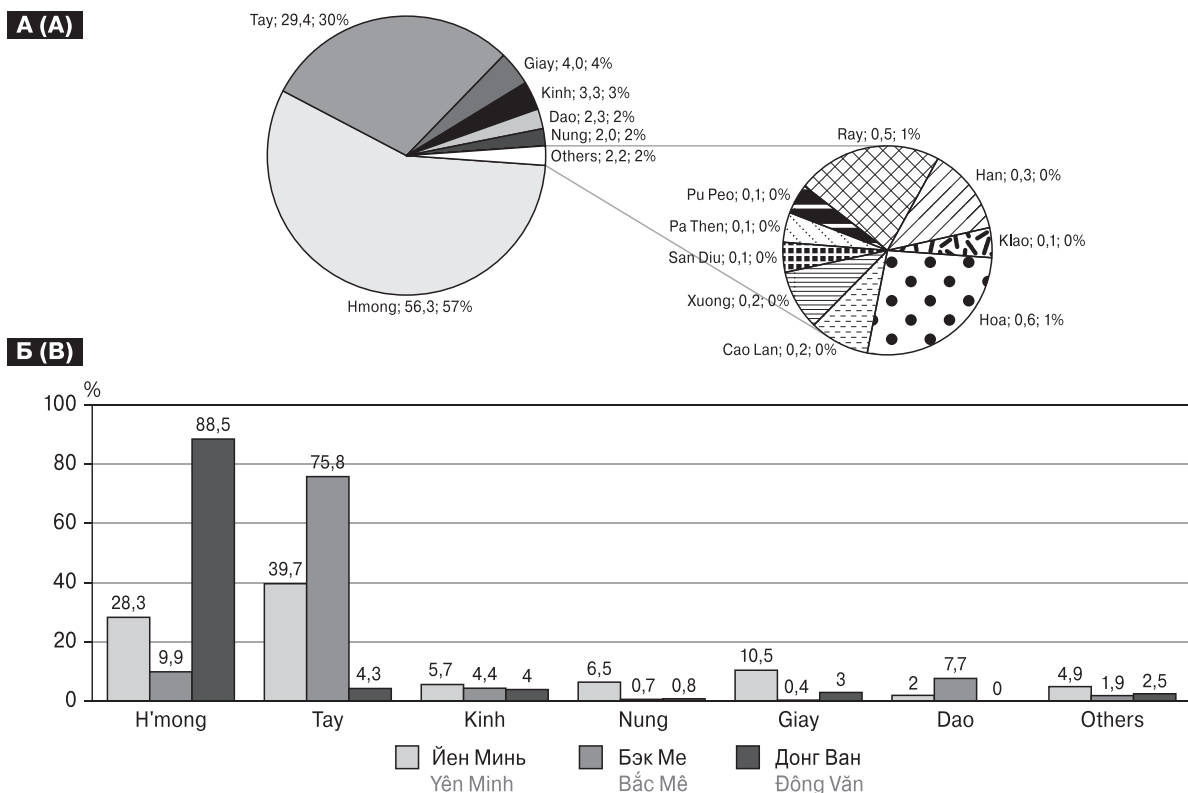 А (A)
Tay; 29,4; 30%
Giay; 4,0; 4%
Kinh; 3,3; 3%
Dao; 2,3; 2%
Nung; 2,0; 2%
Others; 2,2; 2%
Hmong; 56,3; 57%
Ray; 0,5; 1%
Han; 0,3; 0%
Klao; 0,1; 0%
Hoa; 0,6; 1%
Cao Lan; 0,2; 0%
Xuong; 0,2; 0%
San Diu; 0,1; 0%
Pa Then; 0,1; 0%
Pu Peo; 0,1; 0%
Б (B)
%
100
80
60
40
20
0
28,3 9,9 88,5
39,7 75,8 4,3
5,7 4,4 4
6,5 0,7 0,8
10,5 0,4 3
2 7,7 0
4,9 1,9 2,5
H'mong Tay Kinh Nung Giay Dao Others
Йен Минь Бэк Ме Донг Ван
Yên Minh Bắc Mê Đông Văn